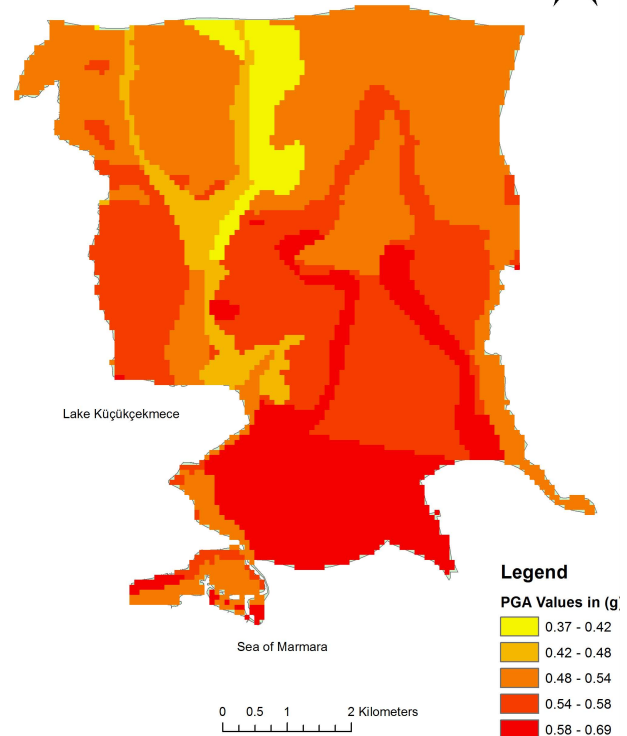 Lake Küçükçekmece
Sea of Marmara
Legend
PGA Values in (g)
0.37 - 0.42
0.42 - 0.48
0.48 - 0.54
0.54 - 0.58
0.58 - 0.69
0 0.5 1 2 Kilometers